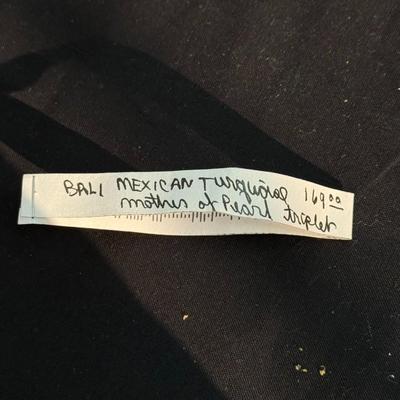 BALI MEXICAN Turquoise 169.00
mother of Pearl triplet